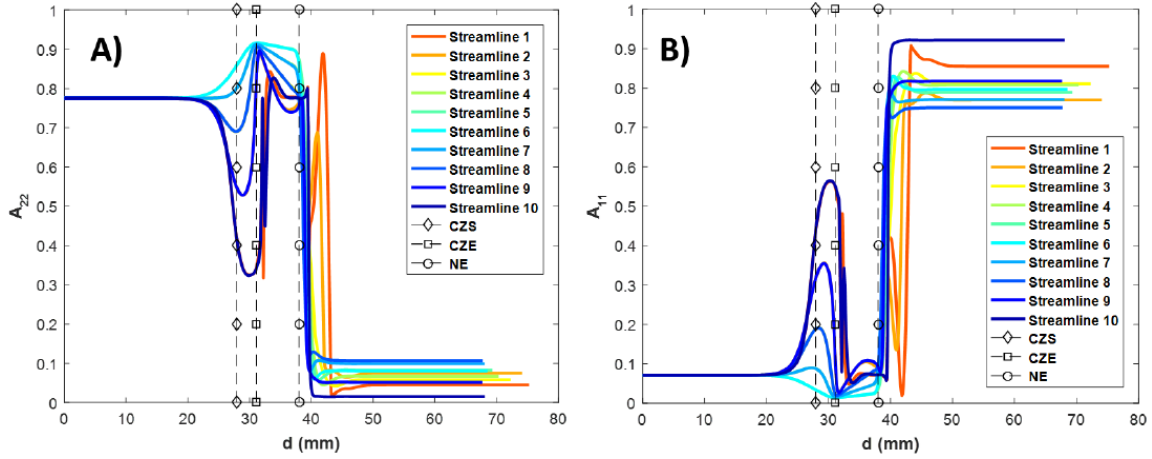 A)
1
0.9
0.8
0.7
0.6
0.5
0.4
0.3
0.2
0.1
0
A22
0 10 20 30 40 50 60 70 80
d (mm)
Streamline 1
Streamline 2
Streamline 3
Streamline 4
Streamline 5
Streamline 6
Streamline 7
Streamline 8
Streamline 9
Streamline 10
CZS
CZE
NE
B)
1
0.9
0.8
0.7
0.6
0.5
0.4
0.3
0.2
0.1
0
A11
0 10 20 30 40 50 60 70 80
d (mm)
Streamline 1
Streamline 2
Streamline 3
Streamline 4
Streamline 5
Streamline 6
Streamline 7
Streamline 8
Streamline 9
Streamline 10
CZS
CZE
NE